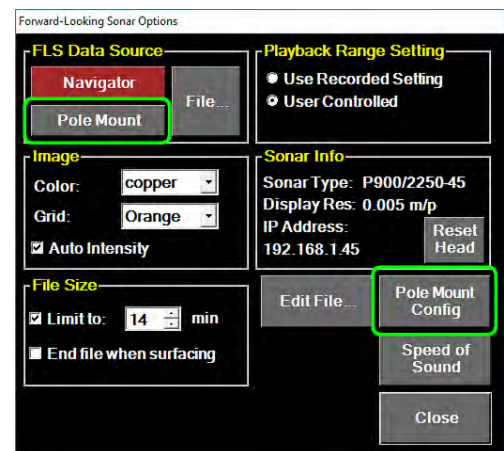 Forward-Looking Sonar Options
FLS Data Source
Navigator
Pole Mount
File...
Playback Range Setting
Use Recorded Setting
User Controlled
Image
Color: copper
Grid: Orange
Auto Intensity
Sonar Info
Sonar Type: P900/2250-45
Display Res: 0.005 m/p
IP Address:
192.168.1.45
Reset
Head
File Size
Limit to: 14 min
End file when surfacing
Edit File...
Pole Mount
Config
Speed of
Sound
Close